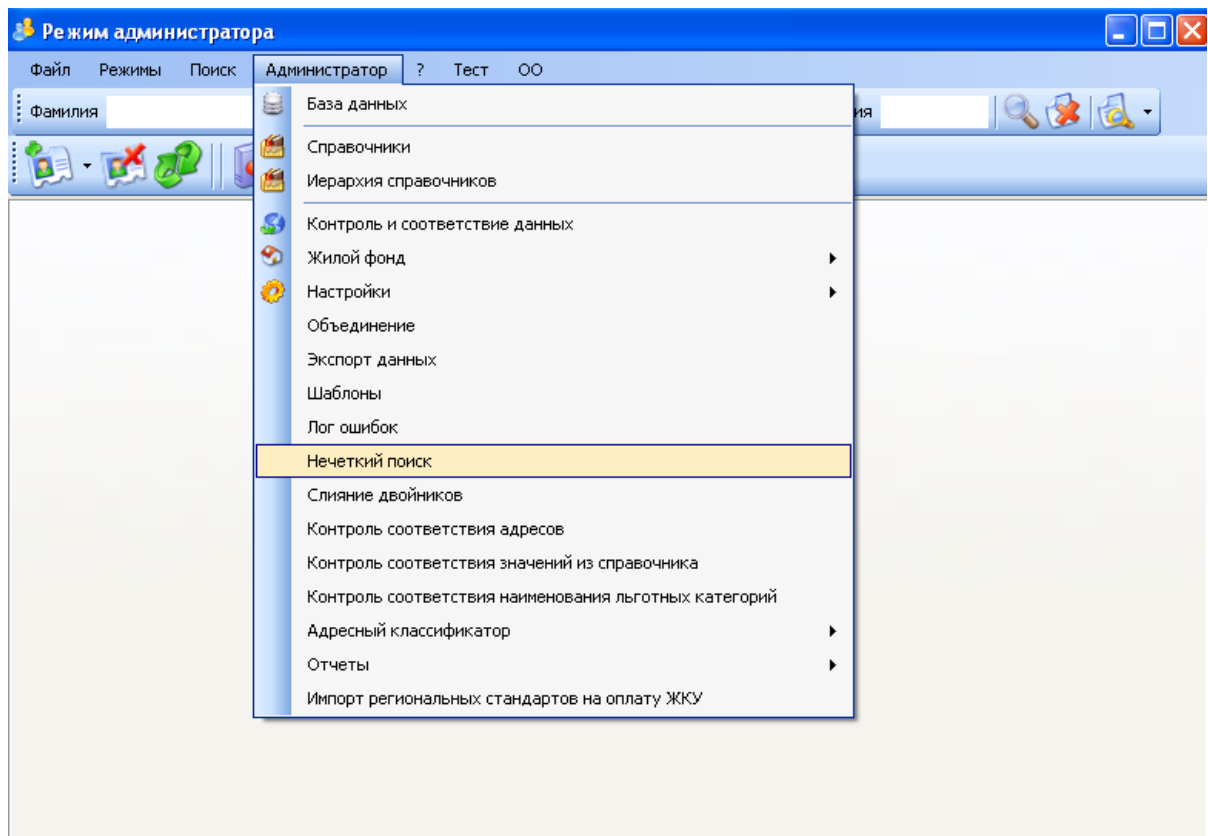 Режим администратора
Файл Режимы Поиск Администратор ? Тест ОО
Фамилия ия
База данных
Справочники
Иерархия справочников
Контроль и соответствие данных
Жилой фонд
Настройки
Объединение
Экспорт данных
Шаблоны
Лог ошибок
Нечеткий поиск
Слияние двойников
Контроль соответствия адресов
Контроль соответствия значений из справочника
Контроль соответствия наименования льготных категорий
Адресный классификатор
Отчеты
Импорт региональных стандартов на оплату ЖКУ